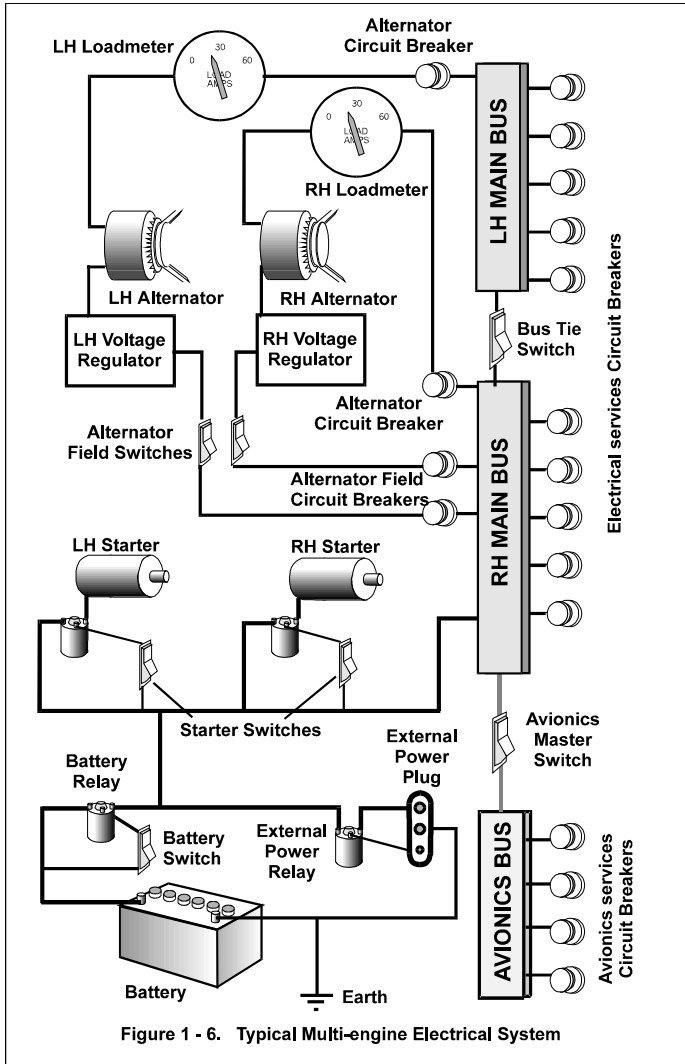 LH Loadmeter
Alternator
Circuit Breaker
0
30
60
LOAD
AMPS
0
30
60
LOAD
AMPS
RH Loadmeter
LH MAIN BUS
LH Alternator
RH Alternator
LH Voltage
Regulator
RH Voltage
Regulator
Bus Tie
Switch
Electrical services Circuit Breakers
Alternator
Field Switches
Alternator
Circuit Breaker
Alternator Field
Circuit Breakers
RH MAIN BUS
LH Starter
RH Starter
Starter Switches
External
Power
Plug
Avionics
Master
Switch
Battery
Relay
Battery
Switch
External
Power
Relay
AVIONICS BUS
Avionics services
Circuit Breakers
Battery
Earth
Figure 1 - 6. Typical Multi-engine Electrical System